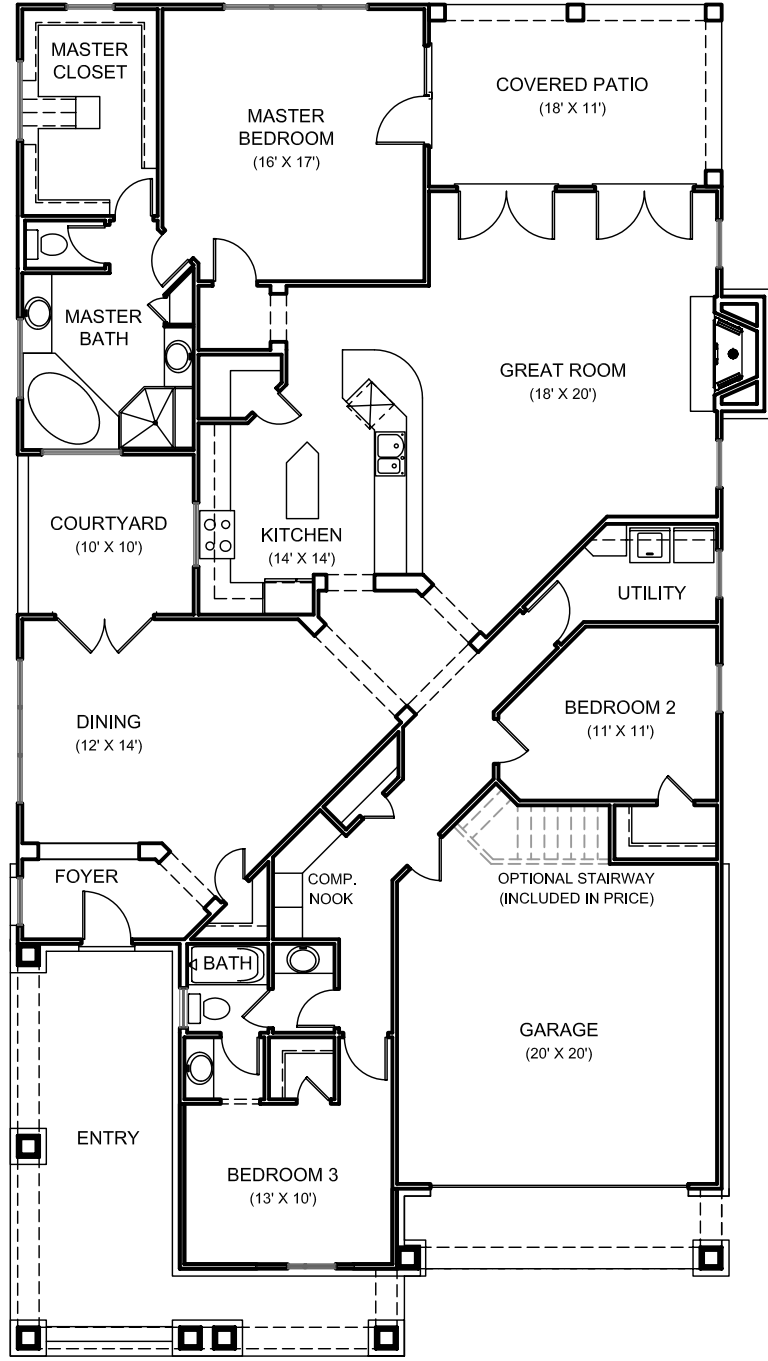 MASTER
CLOSET
MASTER
BEDROOM
(16' X 17')
COVERED PATIO
(18' X 11')
MASTER
BATH
GREAT ROOM
(18' X 20')
COURTYARD
(10' X 10')
KITCHEN
(14' X 14')
UTILITY
DINING
(12' X 14')
BEDROOM 2
(11' X 11')
FOYER
COMP.
NOOK
OPTIONAL STAIRWAY
(INCLUDED IN PRICE)
BATH
GARAGE
(20' X 20')
ENTRY
BEDROOM 3
(13' X 10')